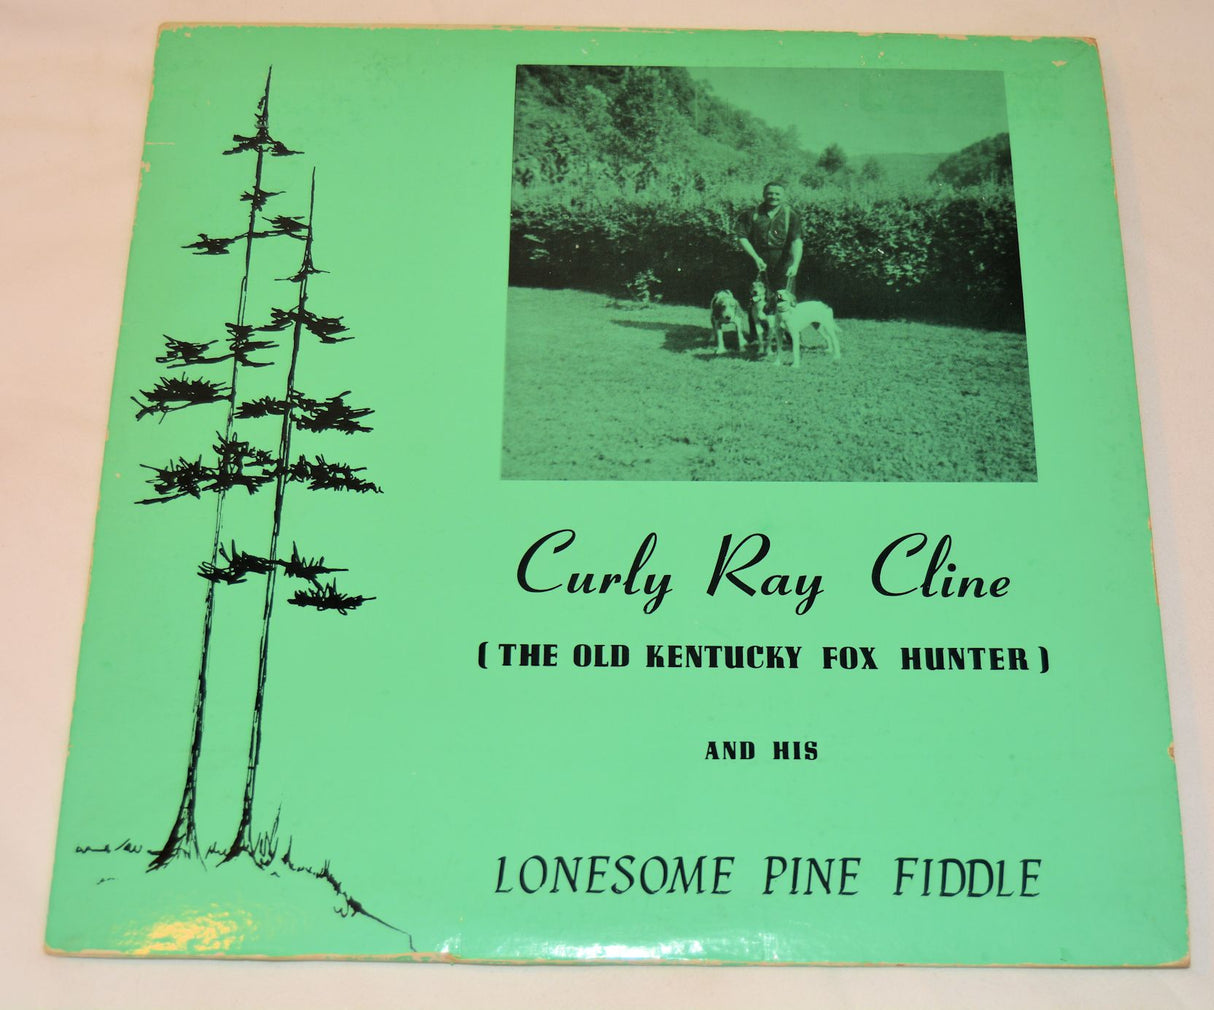 Curly Ray Cline
(THE OLD KENTUCKY FOX HUNTER)
AND HIS
LONESOME PINE FIDDLE